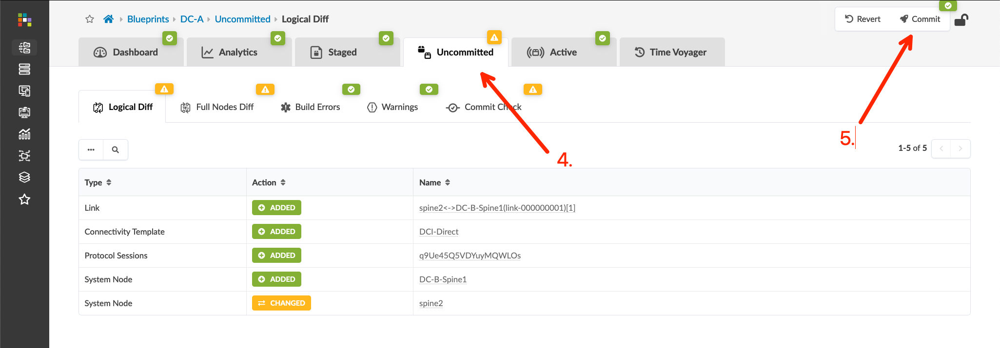 Blueprints DC-A Uncommitted Logical Diff
Revert Commit
Dashboard Analytics Staged Uncommitted Active Time Voyager
Logical Diff Full Nodes Diff Build Errors Warnings Commit Check
4.
5.
1-5 of 5
Type Action Name
Link ADDED spine2<->DC-B-Spine1(link-000000001)[1]
Connectivity Template ADDED DCI-Direct
Protocol Sessions ADDED q9Ue45Q5VDYuyMQWLOs
System Node ADDED DC-B-Spine1
System Node CHANGED spine2